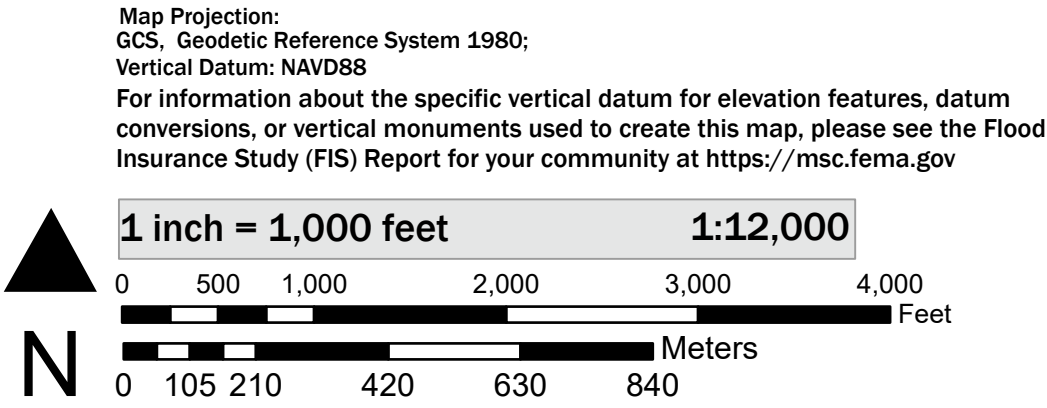 Map Projection:
GCS, Geodetic Reference System 1980;
Vertical Datum: NAVD88
For information about the specific vertical datum for elevation features, datum
conversions, or vertical monuments used to create this map, please see the Flood
Insurance Study (FIS) Report for your community at https://msc.fema.gov
1 inch = 1,000 feet 1:12,000
0 500 1,000 2,000 3,000 4,000
Feet
Meters
N
0 105 210 420 630 840